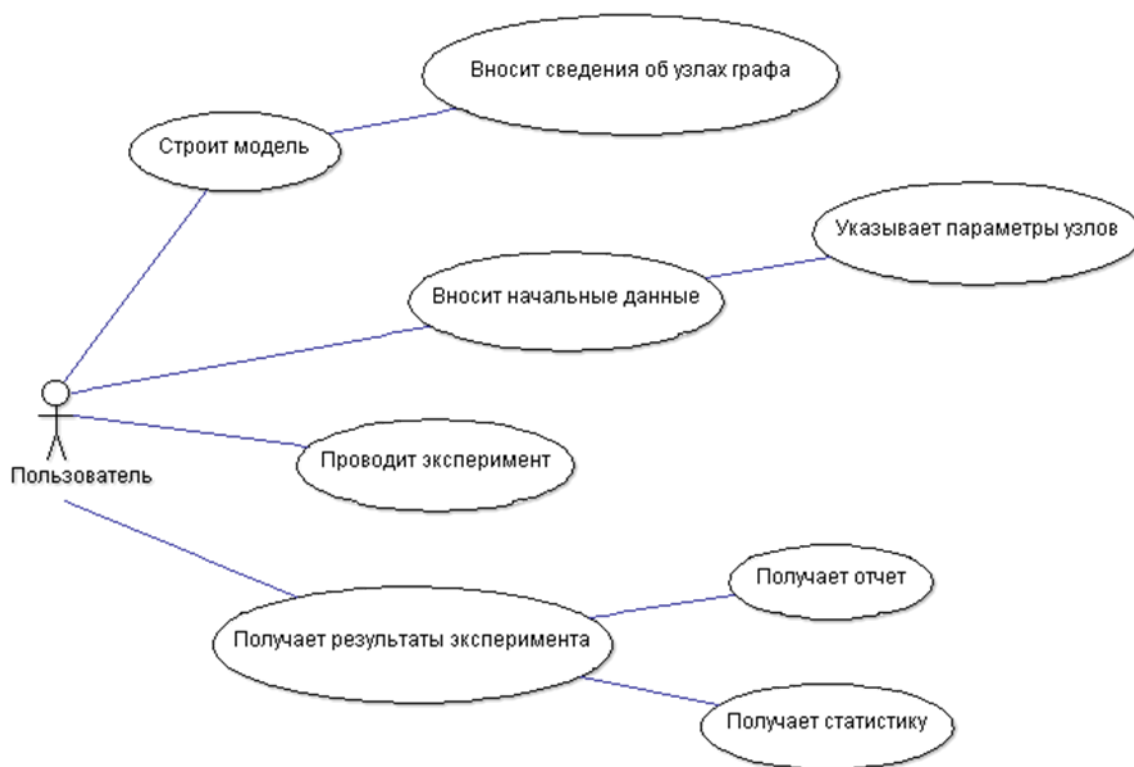 Вносит сведения об узлах графа
Строит модель
Указывает параметры узлов
Вносит начальные данные
Проводит эксперимент
Пользователь
Получает отчет
Получает результаты эксперимента
Получает статистику